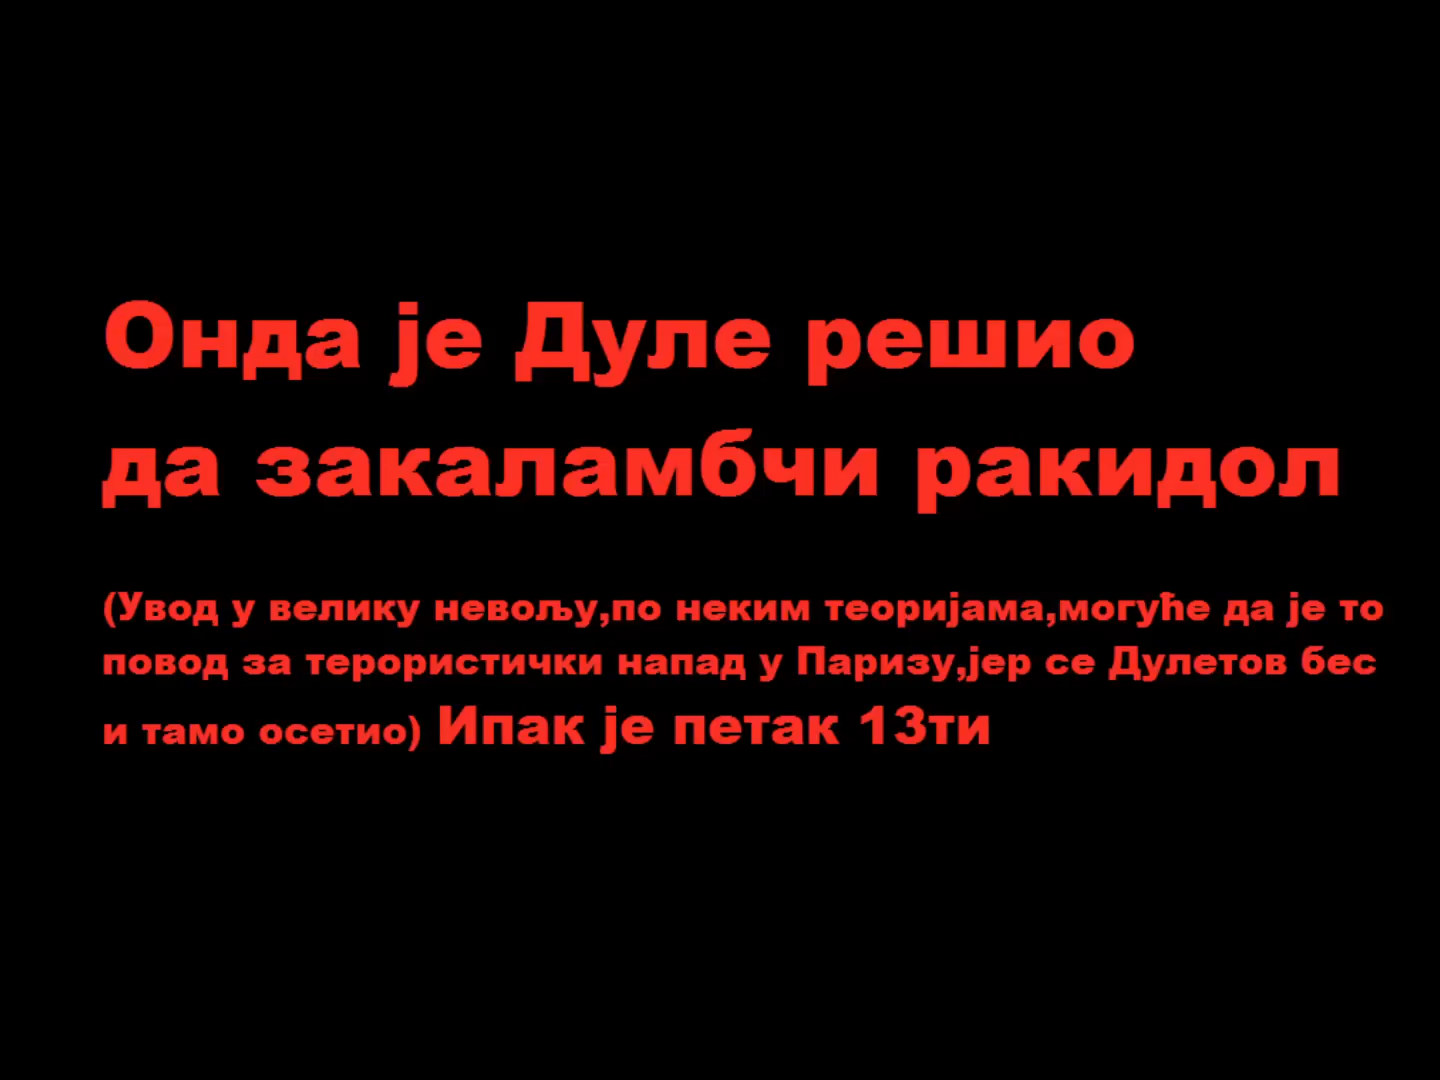 Онда је Дуле решио
да закаламбчи ракидол
(Увод у велику невољу,по неким теоријама,могуће да је то
повод за терористички напад у Паризу,јер се Дулетов бес
и тамо осетио) Ипак је петак 13ти